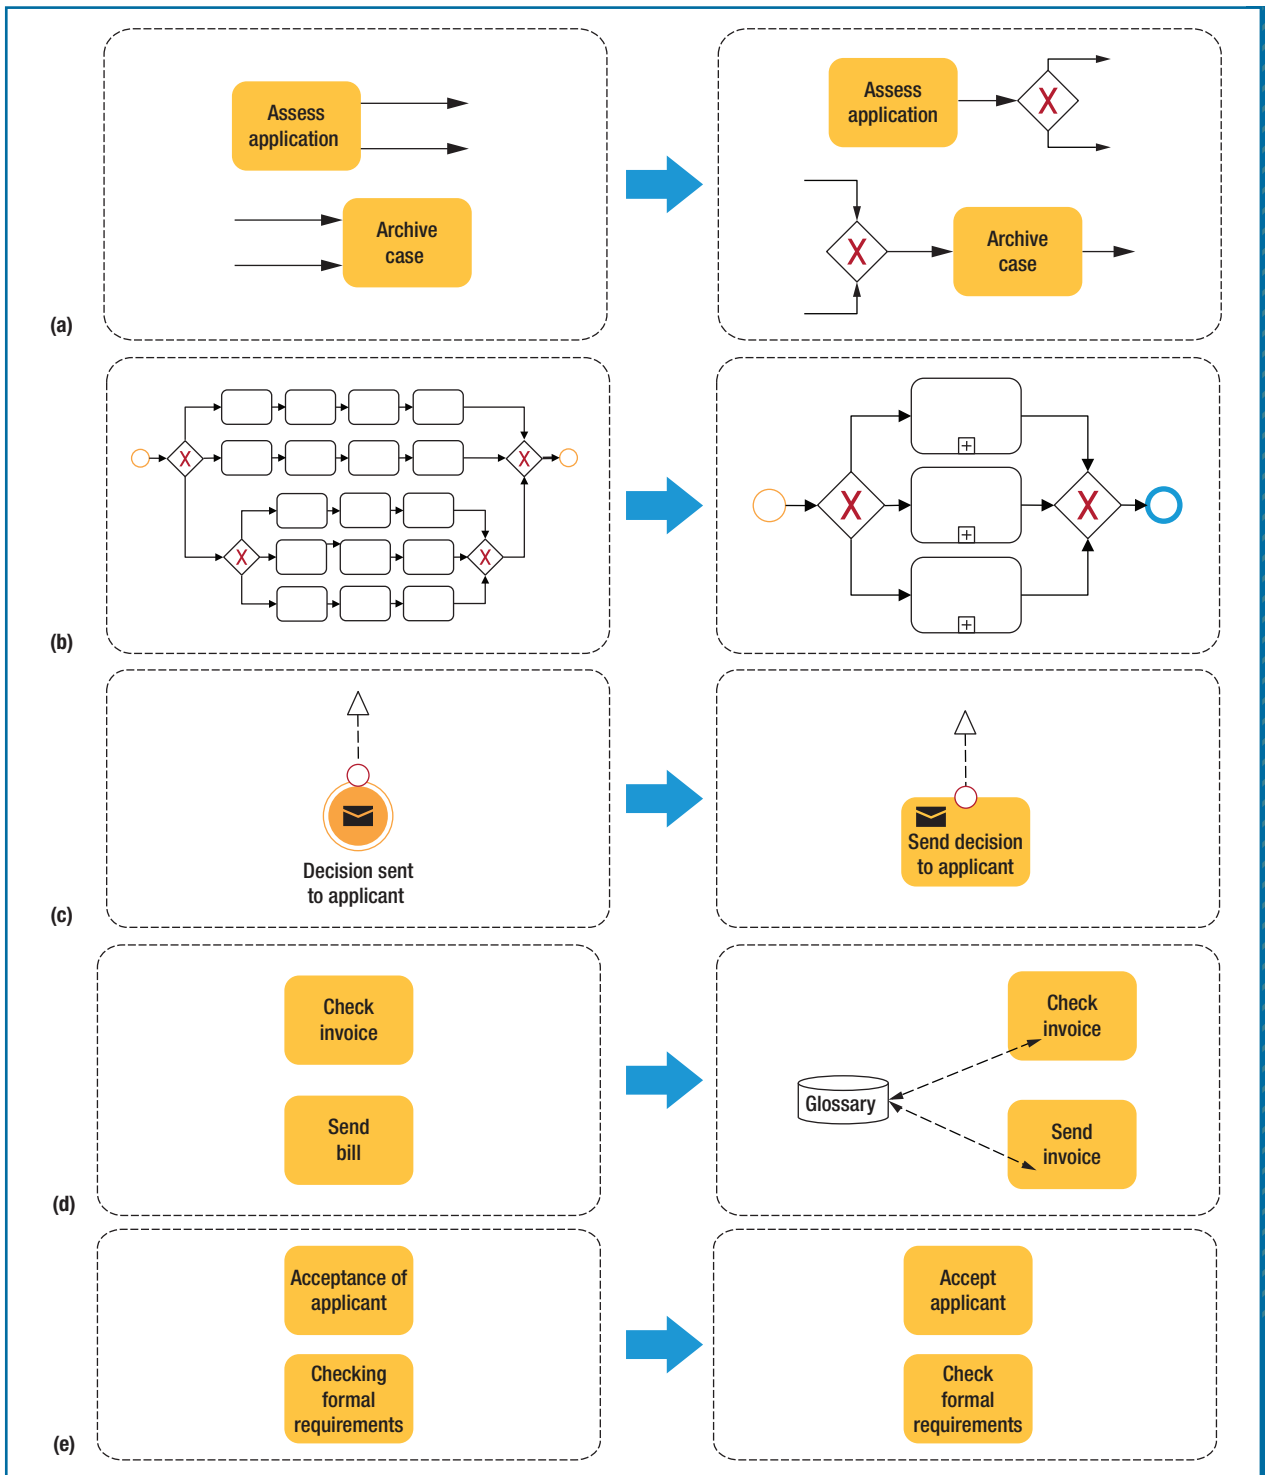 Assess
application
Archive
case
Assess
application
X
X
Archive
case
(a)
X
X
X
X
X
X
(b)
Decision sent
to applicant
Send decision
to applicant
(c)
Check
invoice
Send
bill
Glossary
Check
invoice
Send
invoice
(d)
Acceptance of
applicant
Checking
formal
requirements
Accept
applicant
Check
formal
requirements
(e)